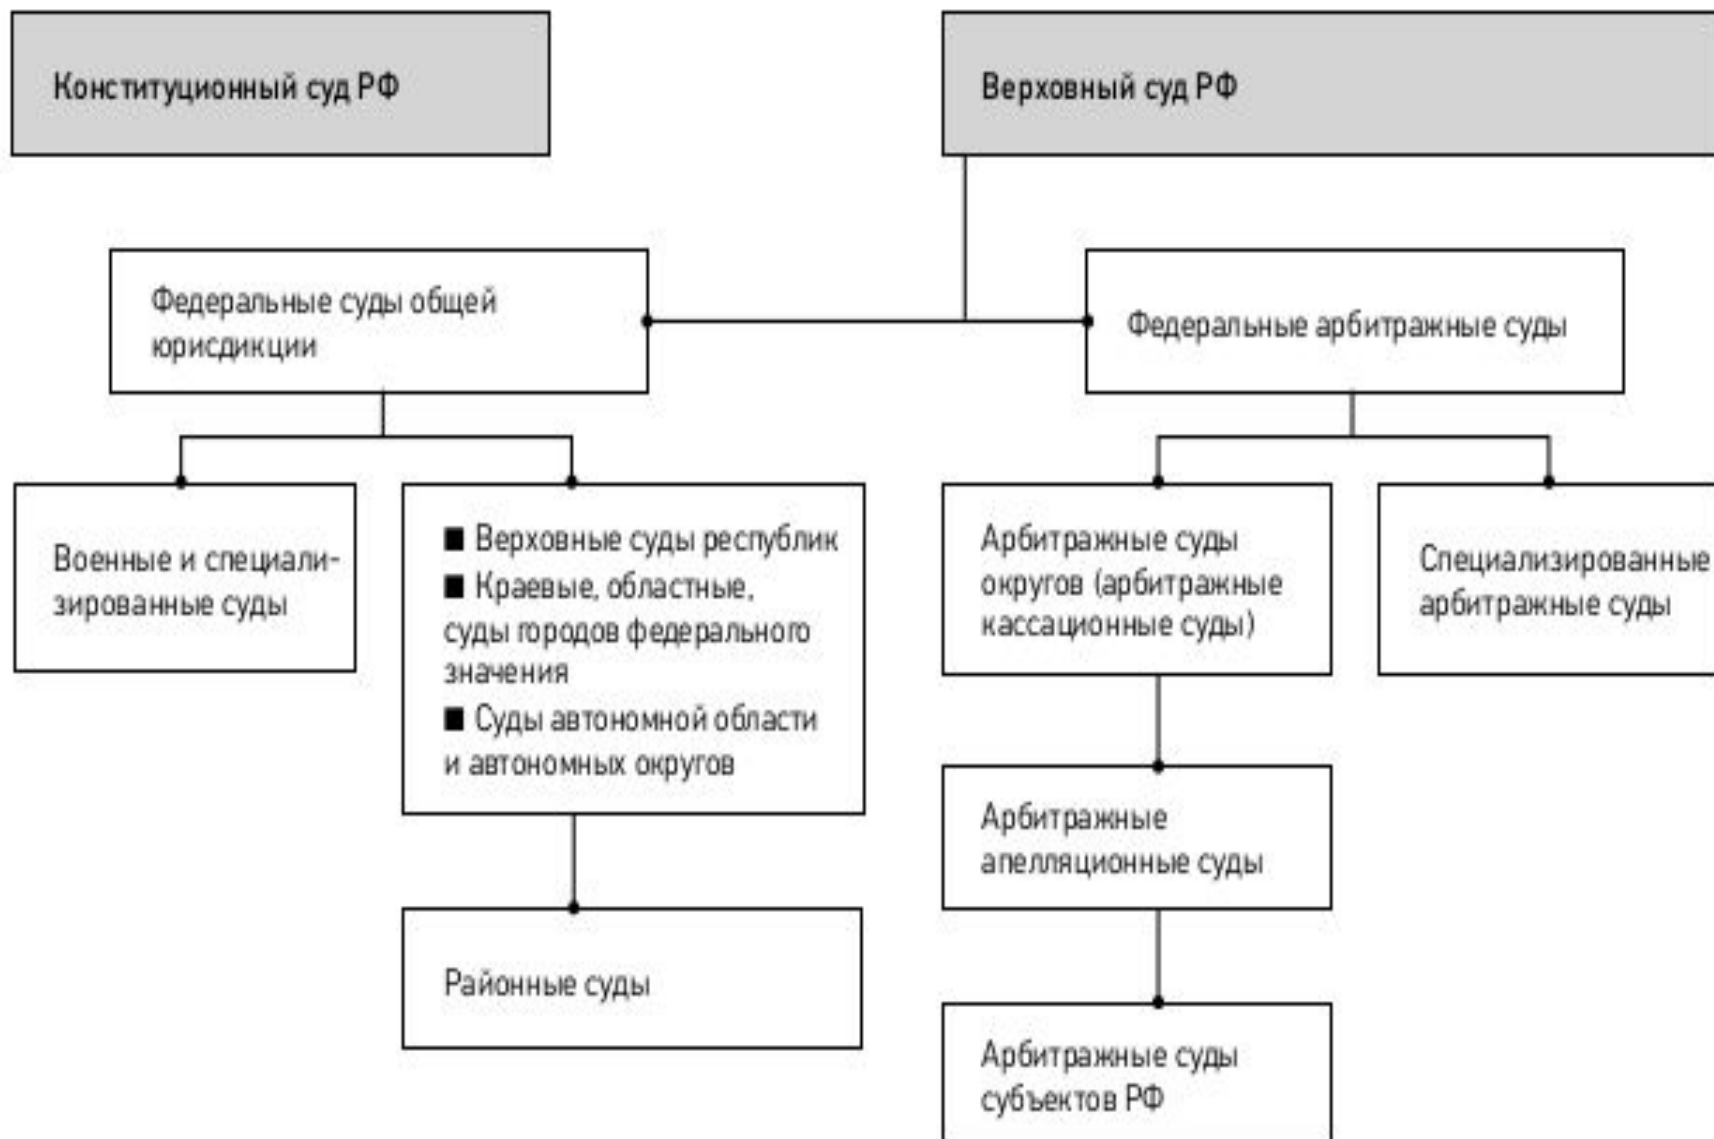 Конституционный суд РФ
Верховный суд РФ
Федеральные суды общей
юрисдикции
Федеральные арбитражные суды
Военные и специали-
зированные суды
■ Верховные суды республик
■ Краевые, областные,
суды городов федерального
значения
■ Суды автономной области
и автономных округов
Арбитражные суды
округов (арбитражные
кассационные суды)
Специализированные
арбитражные суды
Арбитражные
апелляционные суды
Районные суды
Арбитражные суды
субъектов РФ